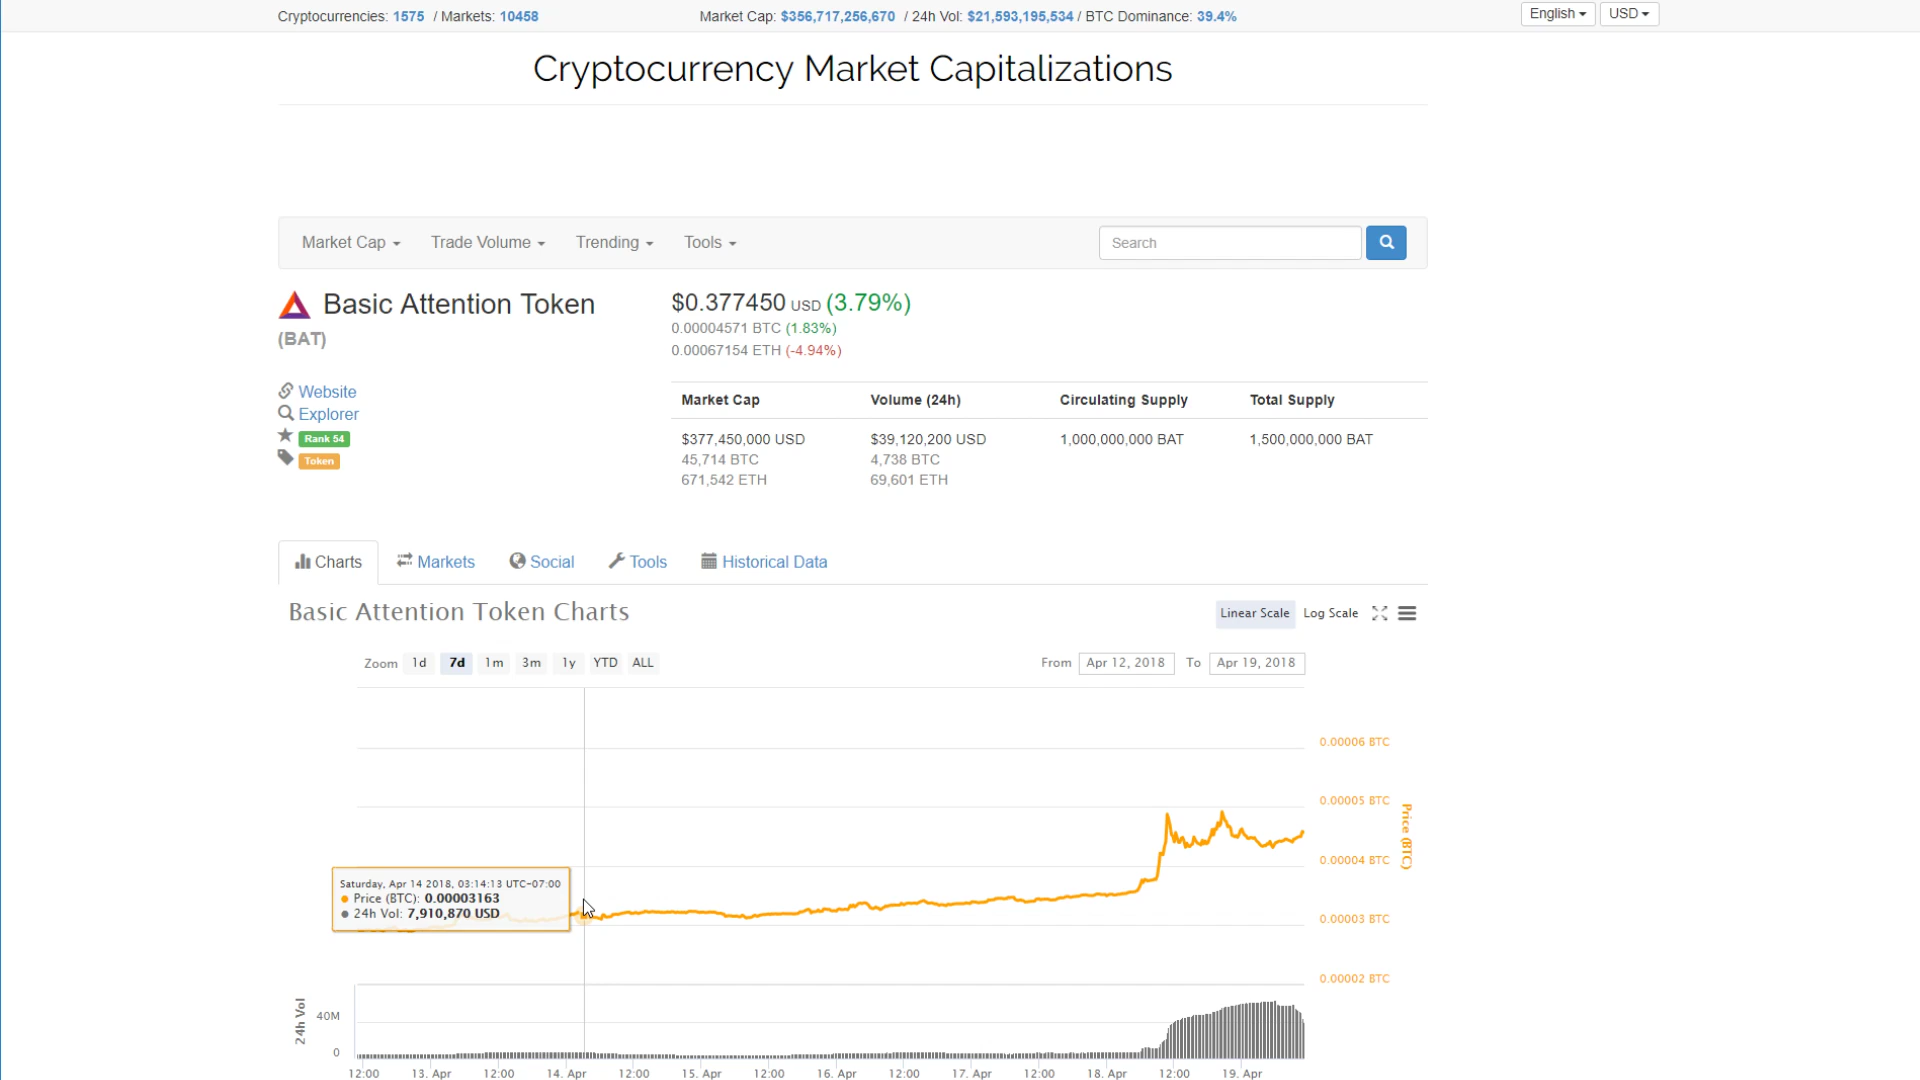 Cryptocurrencies: 1575 / Markets: 10458 Market Cap: $356,717,256,670 / 24h Vol: $21,593,195,534 / BTC Dominance: 39.4% English USD
Cryptocurrency Market Capitalizations
Market Cap Trade Volume Trending Tools Search
Basic Attention Token
(BAT)
$0.377450 USD (3.79%)
0.00004571 BTC (1.83%)
0.00067154 ETH (-4.94%)
Website
Explorer
Rank 54
Token
Market Cap Volume (24h) Circulating Supply Total Supply
$377,450,000 USD $39,120,200 USD 1,000,000,000 BAT 1,500,000,000 BAT
45,714 BTC 4,738 BTC
671,542 ETH 69,601 ETH
Charts Markets Social Tools Historical Data
Basic Attention Token Charts
Linear Scale Log Scale
Zoom 1d 7d 1m 3m 1y YTD ALL From Apr 12, 2018 To Apr 19, 2018
0.00006 BTC
0.00005 BTC
0.00004 BTC
0.00003 BTC
0.00002 BTC
Price (BTC)
Saturday, Apr 14 2018, 03:14:13 UTC-07:00
Price (BTC): 0.00003163
24h Vol: 7,910,870 USD
24h Vol
40M
0
12:00 13. Apr 12:00 14. Apr 12:00 15. Apr 12:00 16. Apr 12:00 17. Apr 12:00 18. Apr 12:00 19. Apr